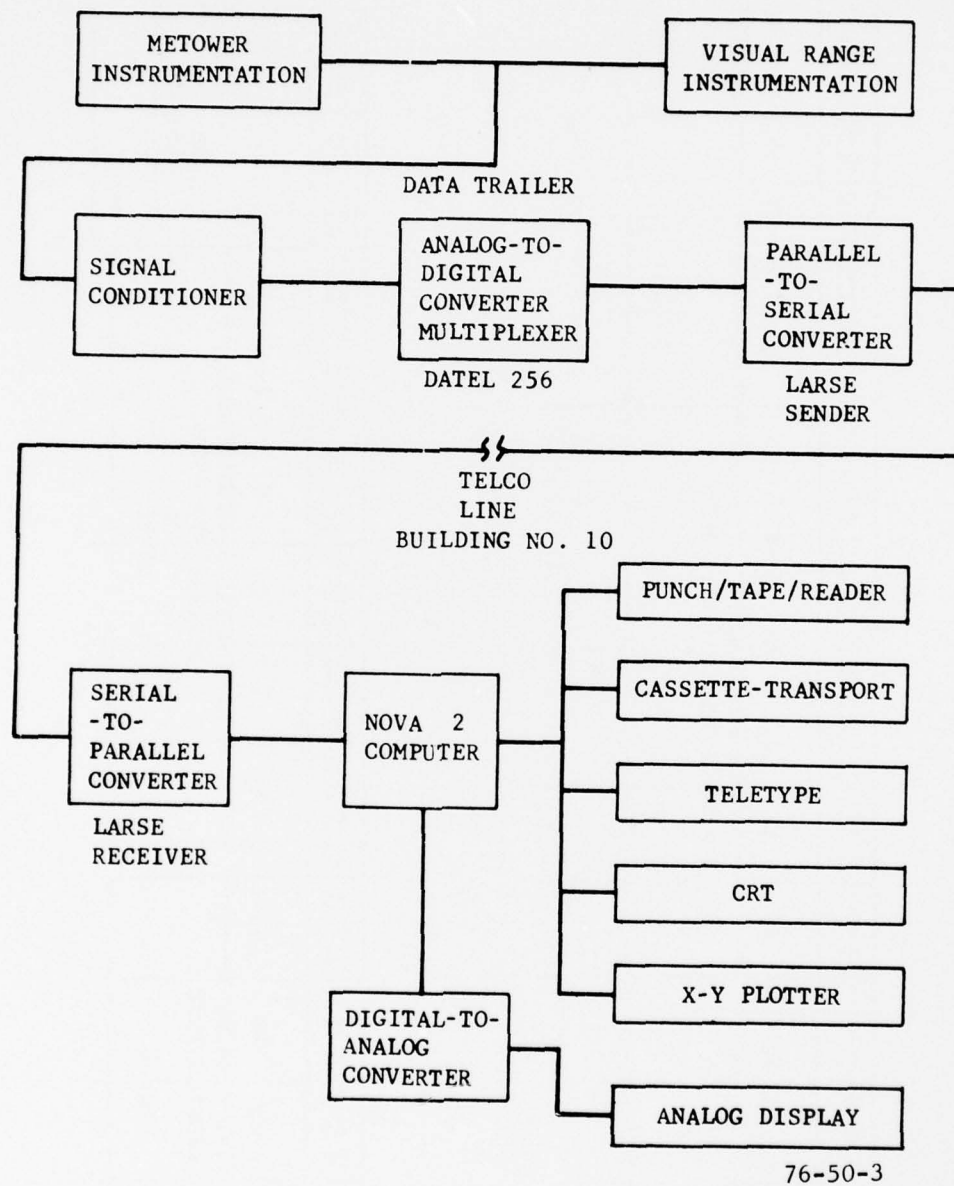 METOWER
INSTRUMENTATION
VISUAL RANGE
INSTRUMENTATION
DATA TRAILER
SIGNAL
CONDITIONER
ANALOG-TO-
DIGITAL
CONVERTER
MULTIPLEXER
DATEL 256
PARALLEL
-TO-
SERIAL
CONVERTER
LARSE
SENDER
TELCO
LINE
BUILDING NO. 10
SERIAL
-TO-
PARALLEL
CONVERTER
LARSE
RECEIVER
NOVA 2
COMPUTER
PUNCH/TAPE/READER
CASSETTE-TRANSPORT
TELETYPE
CRT
X-Y PLOTTER
DIGITAL-TO-
ANALOG
CONVERTER
ANALOG DISPLAY
76-50-3